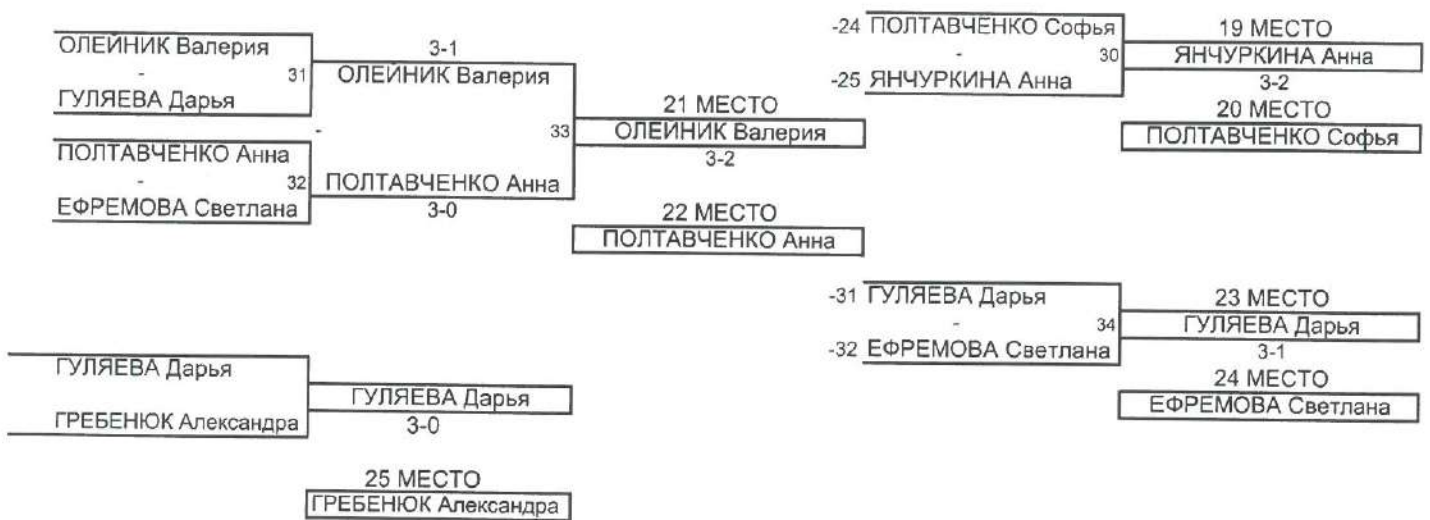 ОЛЕЙНИК Валерия
-
31
ГУЛЯЕВА Дарья
3-1
ОЛЕЙНИК Валерия
-
33
ПОЛТАВЧЕНКО Анна
-
32
ЕФРЕМОВА Светлана
ПОЛТАВЧЕНКО Анна
3-0
21 МЕСТО
ОЛЕЙНИК Валерия
3-2
22 МЕСТО
ПОЛТАВЧЕНКО Анна
-24 ПОЛТАВЧЕНКО Софья
-
30
-25 ЯНЧУРКИНА Анна
19 МЕСТО
ЯНЧУРКИНА Анна
3-2
20 МЕСТО
ПОЛТАВЧЕНКО Софья
-31 ГУЛЯЕВА Дарья
-
34
-32 ЕФРЕМОВА Светлана
23 МЕСТО
ГУЛЯЕВА Дарья
3-1
24 МЕСТО
ЕФРЕМОВА Светлана
ГУЛЯЕВА Дарья
ГРЕБЕНЮК Александра
ГУЛЯЕВА Дарья
3-0
25 МЕСТО
ГРЕБЕНЮК Александра